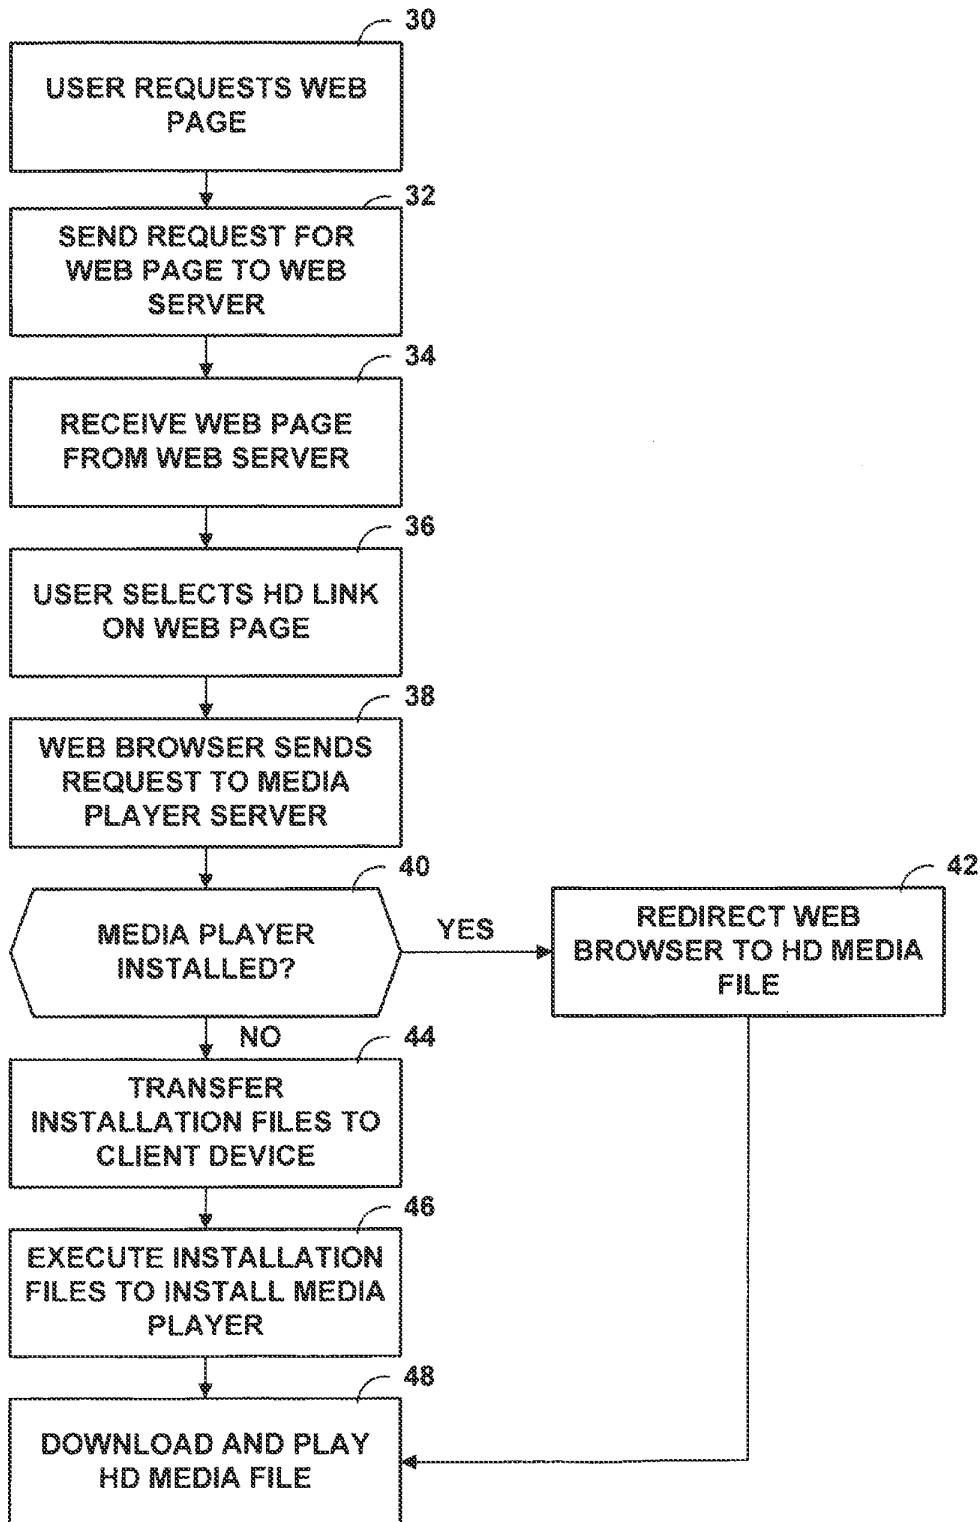 30
USER REQUESTS WEB
PAGE
32
SEND REQUEST FOR
WEB PAGE TO WEB
SERVER
34
RECEIVE WEB PAGE
FROM WEB SERVER
36
USER SELECTS HD LINK
ON WEB PAGE
38
WEB BROWSER SENDS
REQUEST TO MEDIA
PLAYER SERVER
40
MEDIA PLAYER
INSTALLED?
YES
42
REDIRECT WEB
BROWSER TO HD MEDIA
FILE
NO
44
TRANSFER
INSTALLATION FILES TO
CLIENT DEVICE
46
EXECUTE INSTALLATION
FILES TO INSTALL MEDIA
PLAYER
48
DOWNLOAD AND PLAY
HD MEDIA FILE